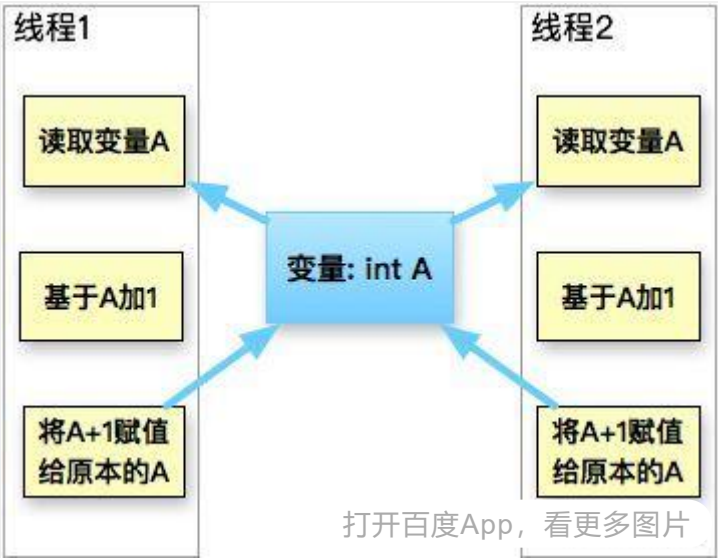 线程1
读取变量A
基于A加1
将A+1赋值
给原本的A
变量: int A
线程2
读取变量A
基于A加1
将A+1赋值
给原本的A
打开百度App，看更多图片